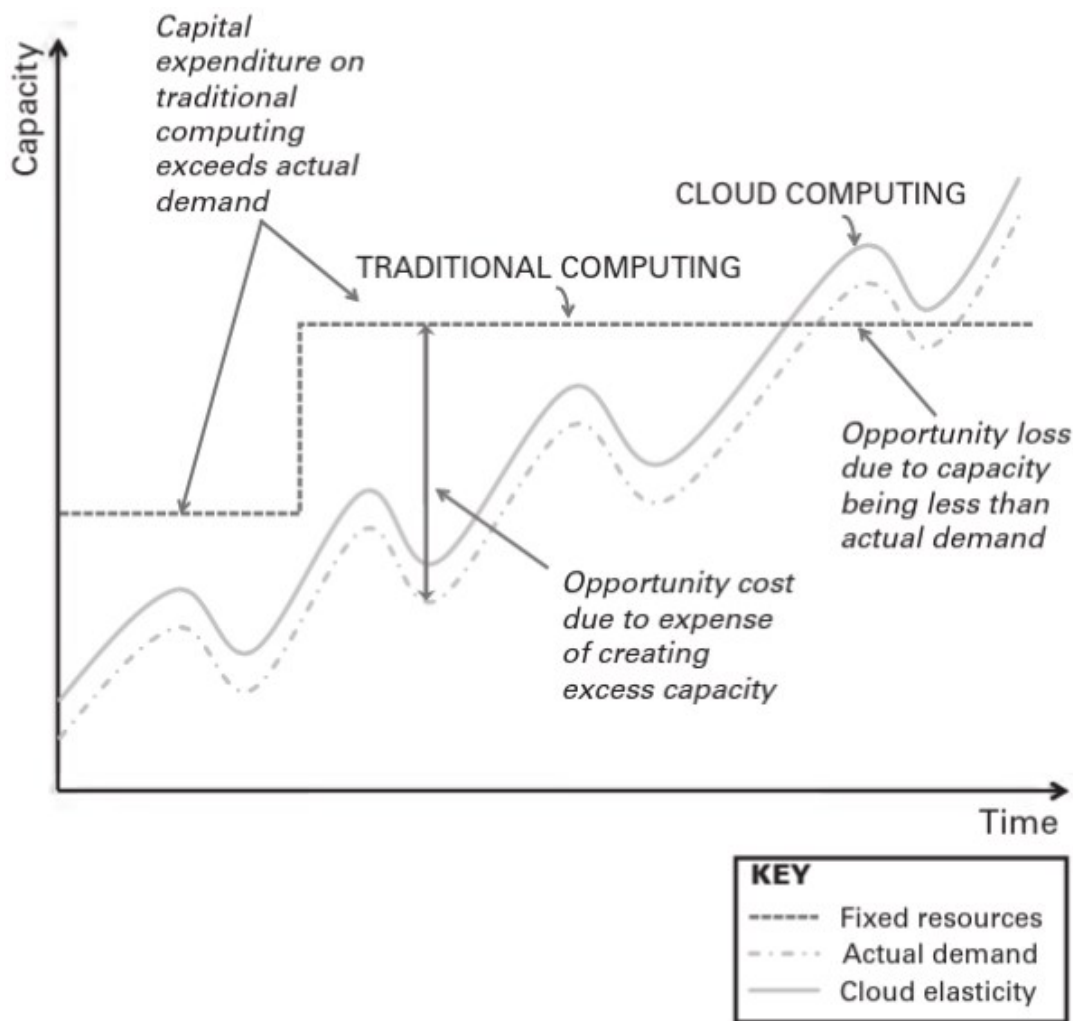 Capacity
Capital
expenditure on
traditional
computing
exceeds actual
demand
CLOUD COMPUTING
TRADITIONAL COMPUTING
Opportunity loss
due to capacity
being less than
actual demand
Opportunity cost
due to expense
of creating
excess capacity
Time
KEY
Fixed resources
Actual demand
Cloud elasticity